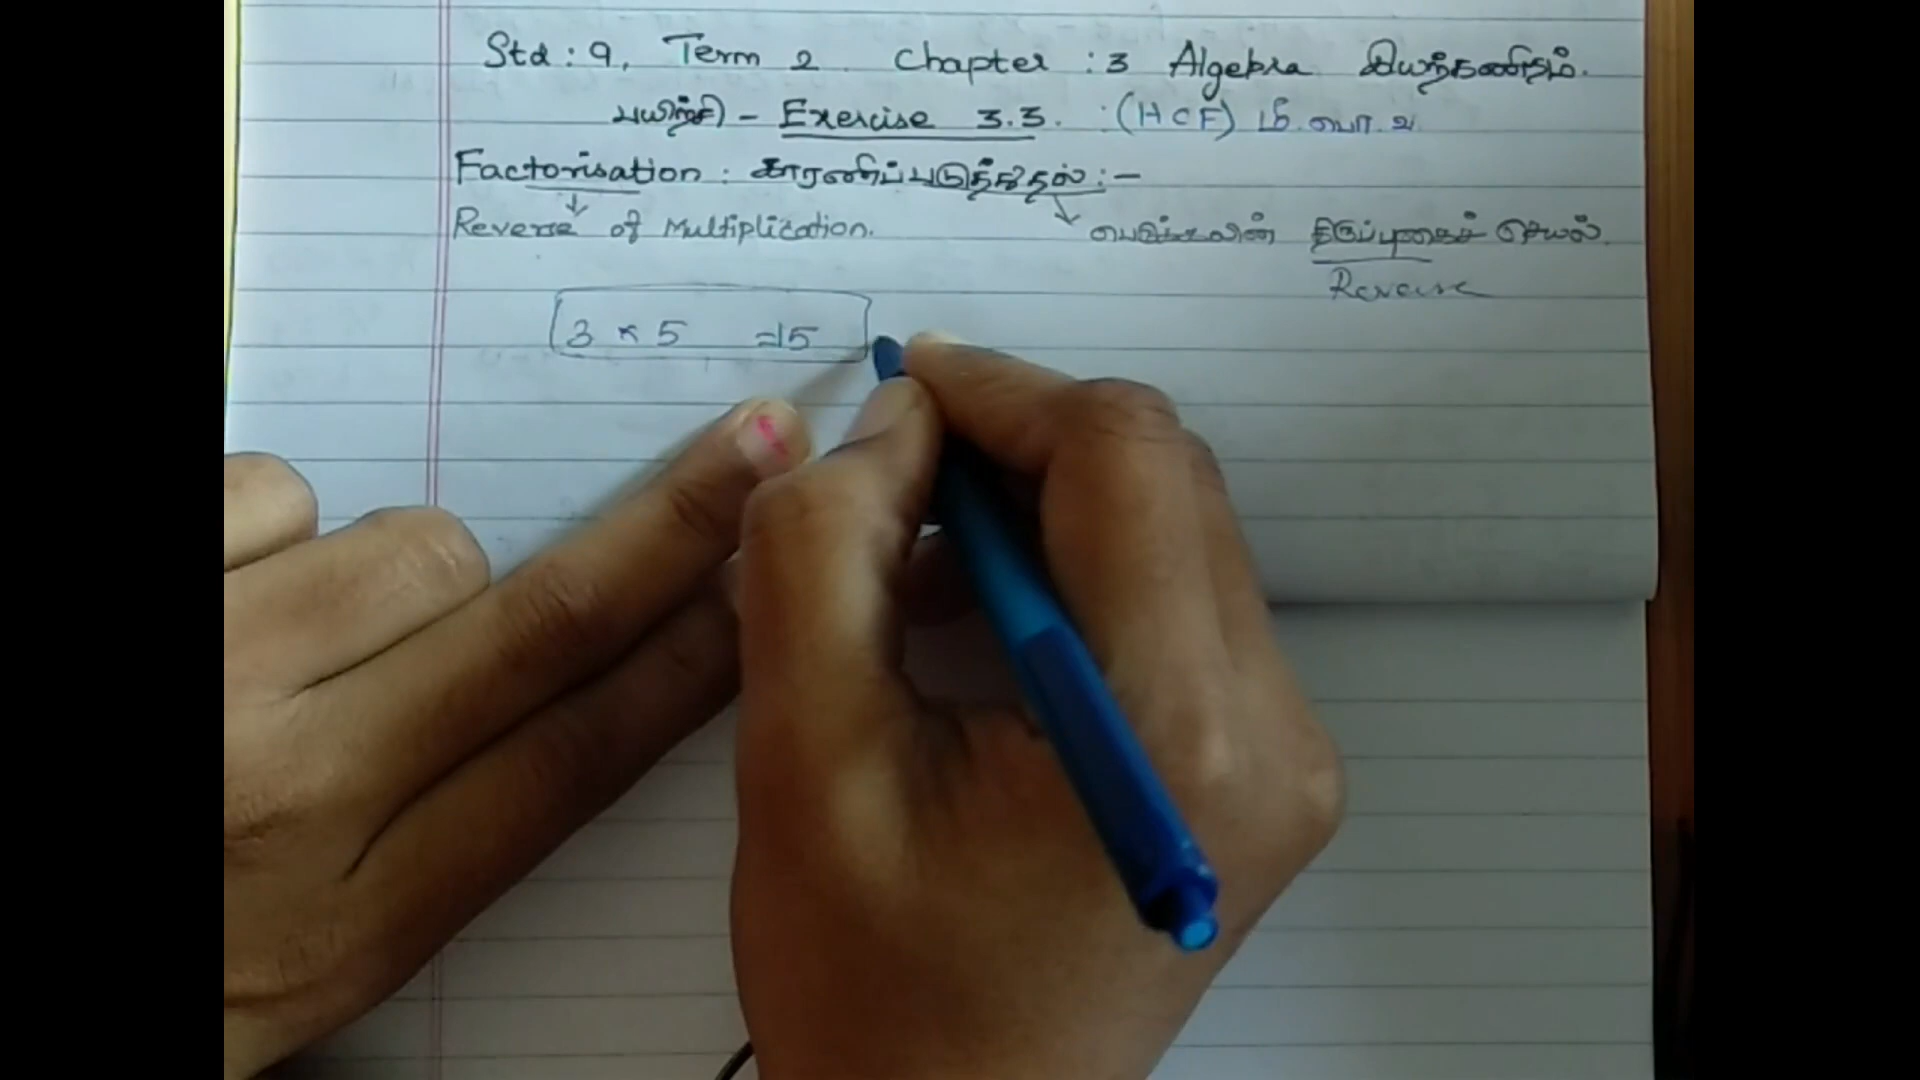 Std : 9, Term 2 Chapter : 3 Algebra இயற்கணிதம்.
பயிற்சி - Exercise 3.3. : (HCF) மீ.பொ.வ
Factorisation : காரணிப்படுத்துதல் :-
Reverse of Multiplication. பெருக்கலின் திருப்புகைச் செயல்.
Reverse
3 × 5 =15